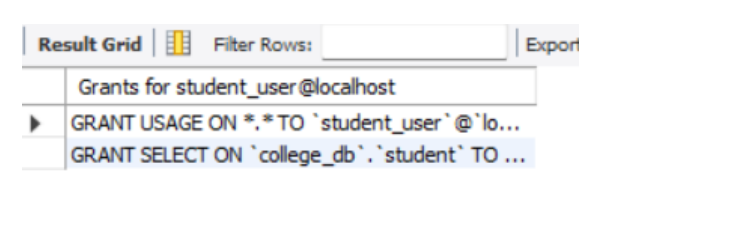 Result Grid Filter Rows: Export
Grants for student_user@localhost
GRANT USAGE ON *.* TO `student_user`@`lo...
GRANT SELECT ON `college_db`.`student` TO ...